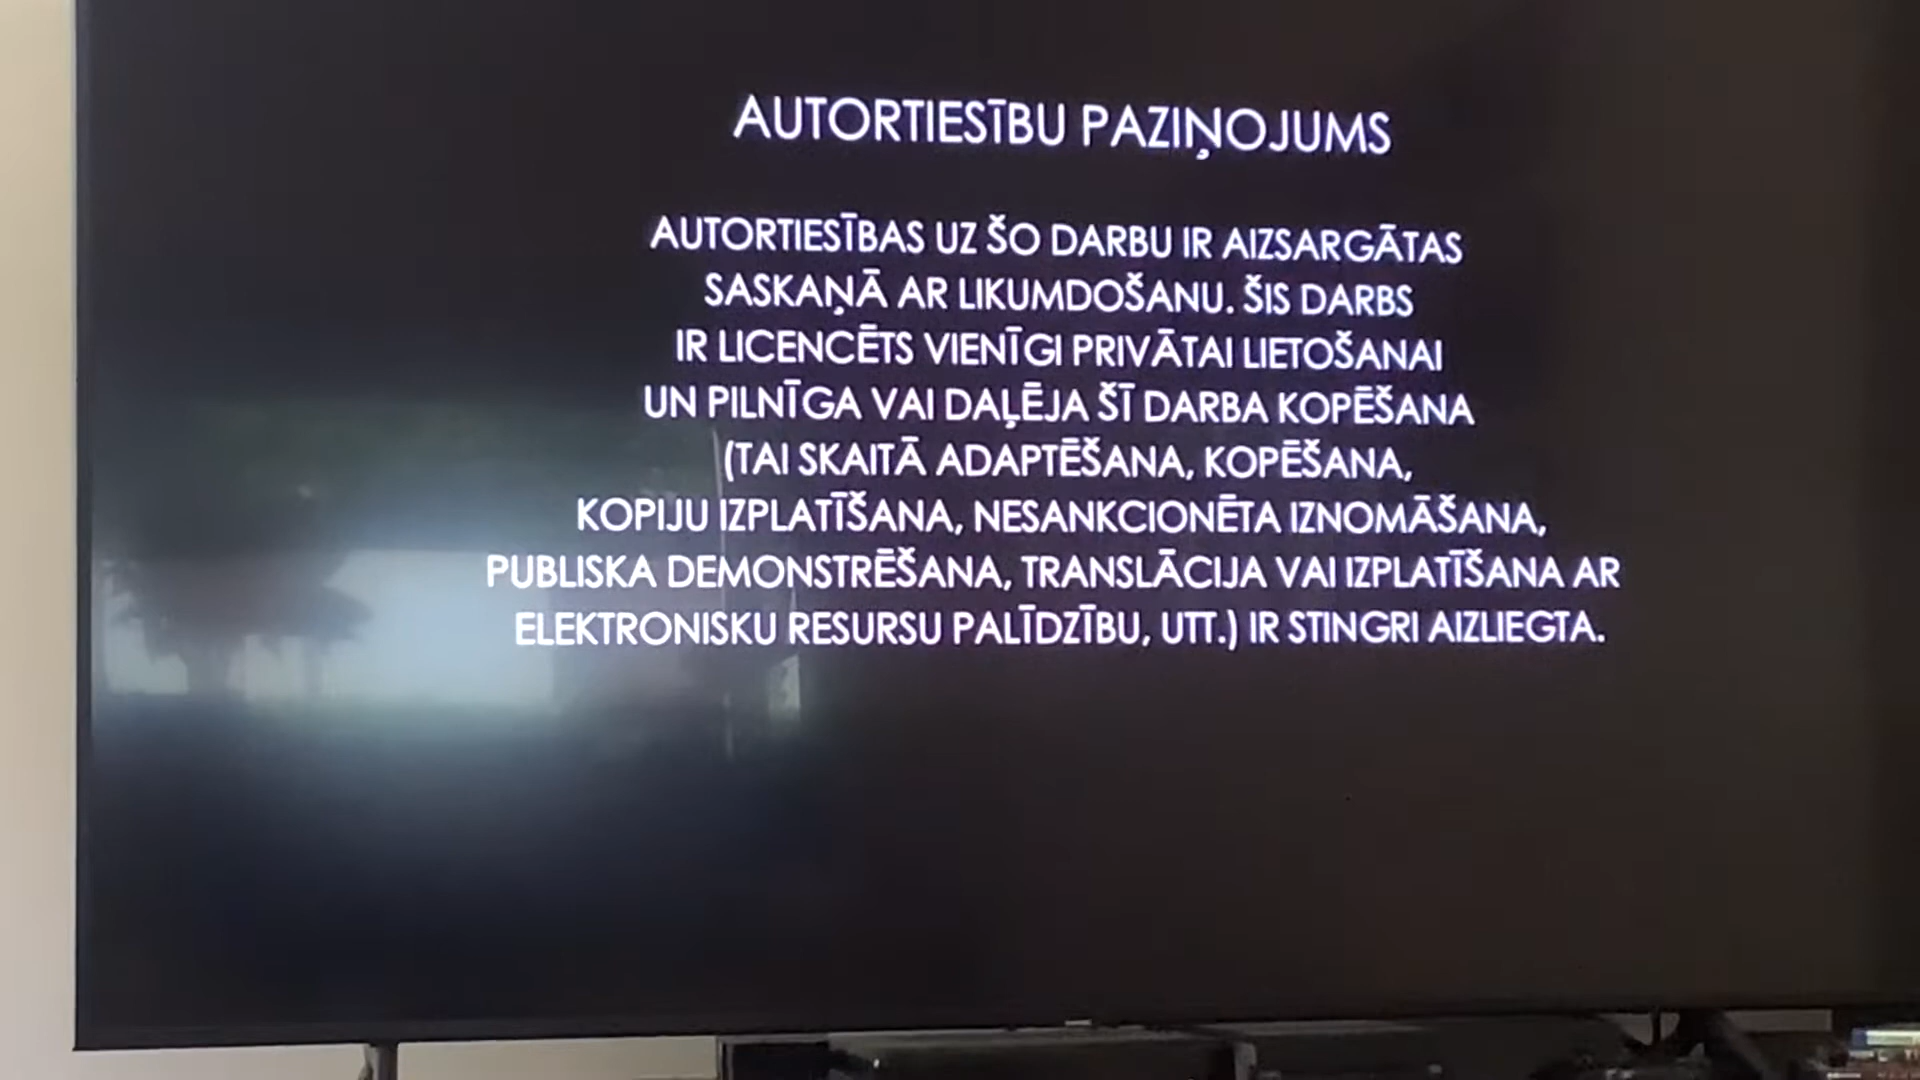 AUTORTIESĪBU PAZIŅOJUMS
AUTORTIESĪBAS UZ ŠO DARBU IR AIZSARGĀTAS
SASKAŅĀ AR LIKUMDOŠANU. ŠIS DARBS
IR LICENCĒTS VIENĪGI PRIVĀTAI LIETOŠANAI
UN PILNĪGA VAI DAĻĒJA ŠĪ DARBA KOPĒŠANA
(TAI SKAITĀ ADAPTĒŠANA, KOPĒŠANA,
KOPIJU IZPLATĪŠANA, NESANKCIONĒTA IZNOMĀŠANA,
PUBLISKA DEMONSTRĒŠANA, TRANSLĀCIJA VAI IZPLATĪŠANA AR
ELEKTRONISKU RESURSU PALĪDZĪBU, UTT.) IR STINGRI AIZLIEGTA.